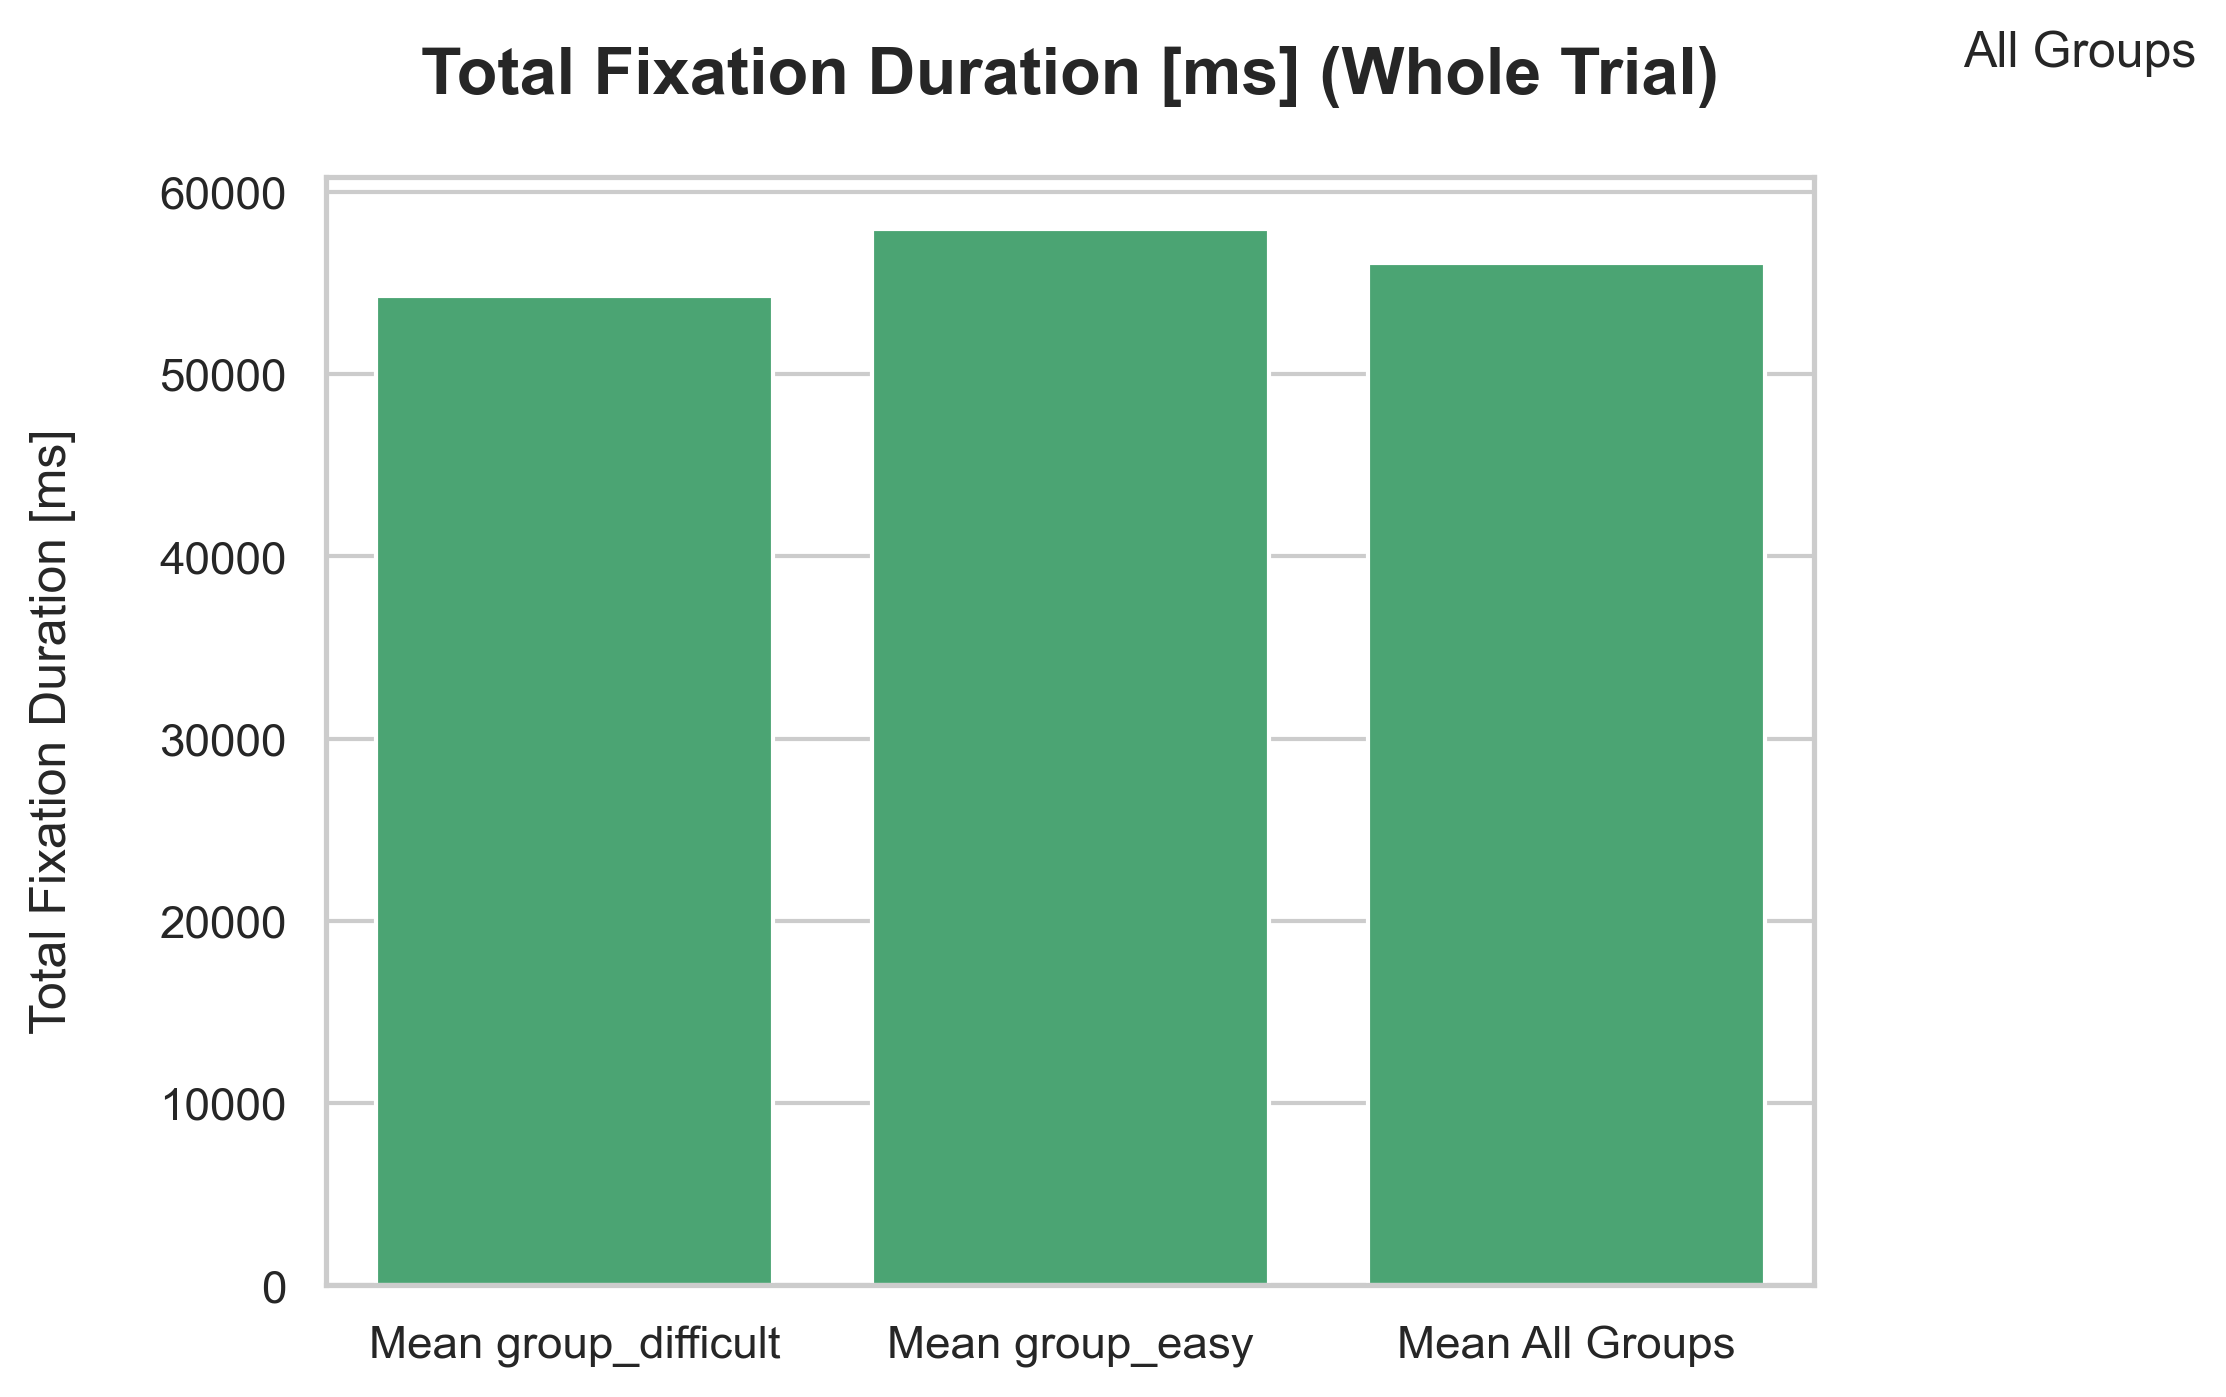 Total Fixation Duration [ms] (Whole Trial)
All Groups
Total Fixation Duration [ms]
60000
50000
40000
30000
20000
10000
0
Mean group_difficult
Mean group_easy
Mean All Groups